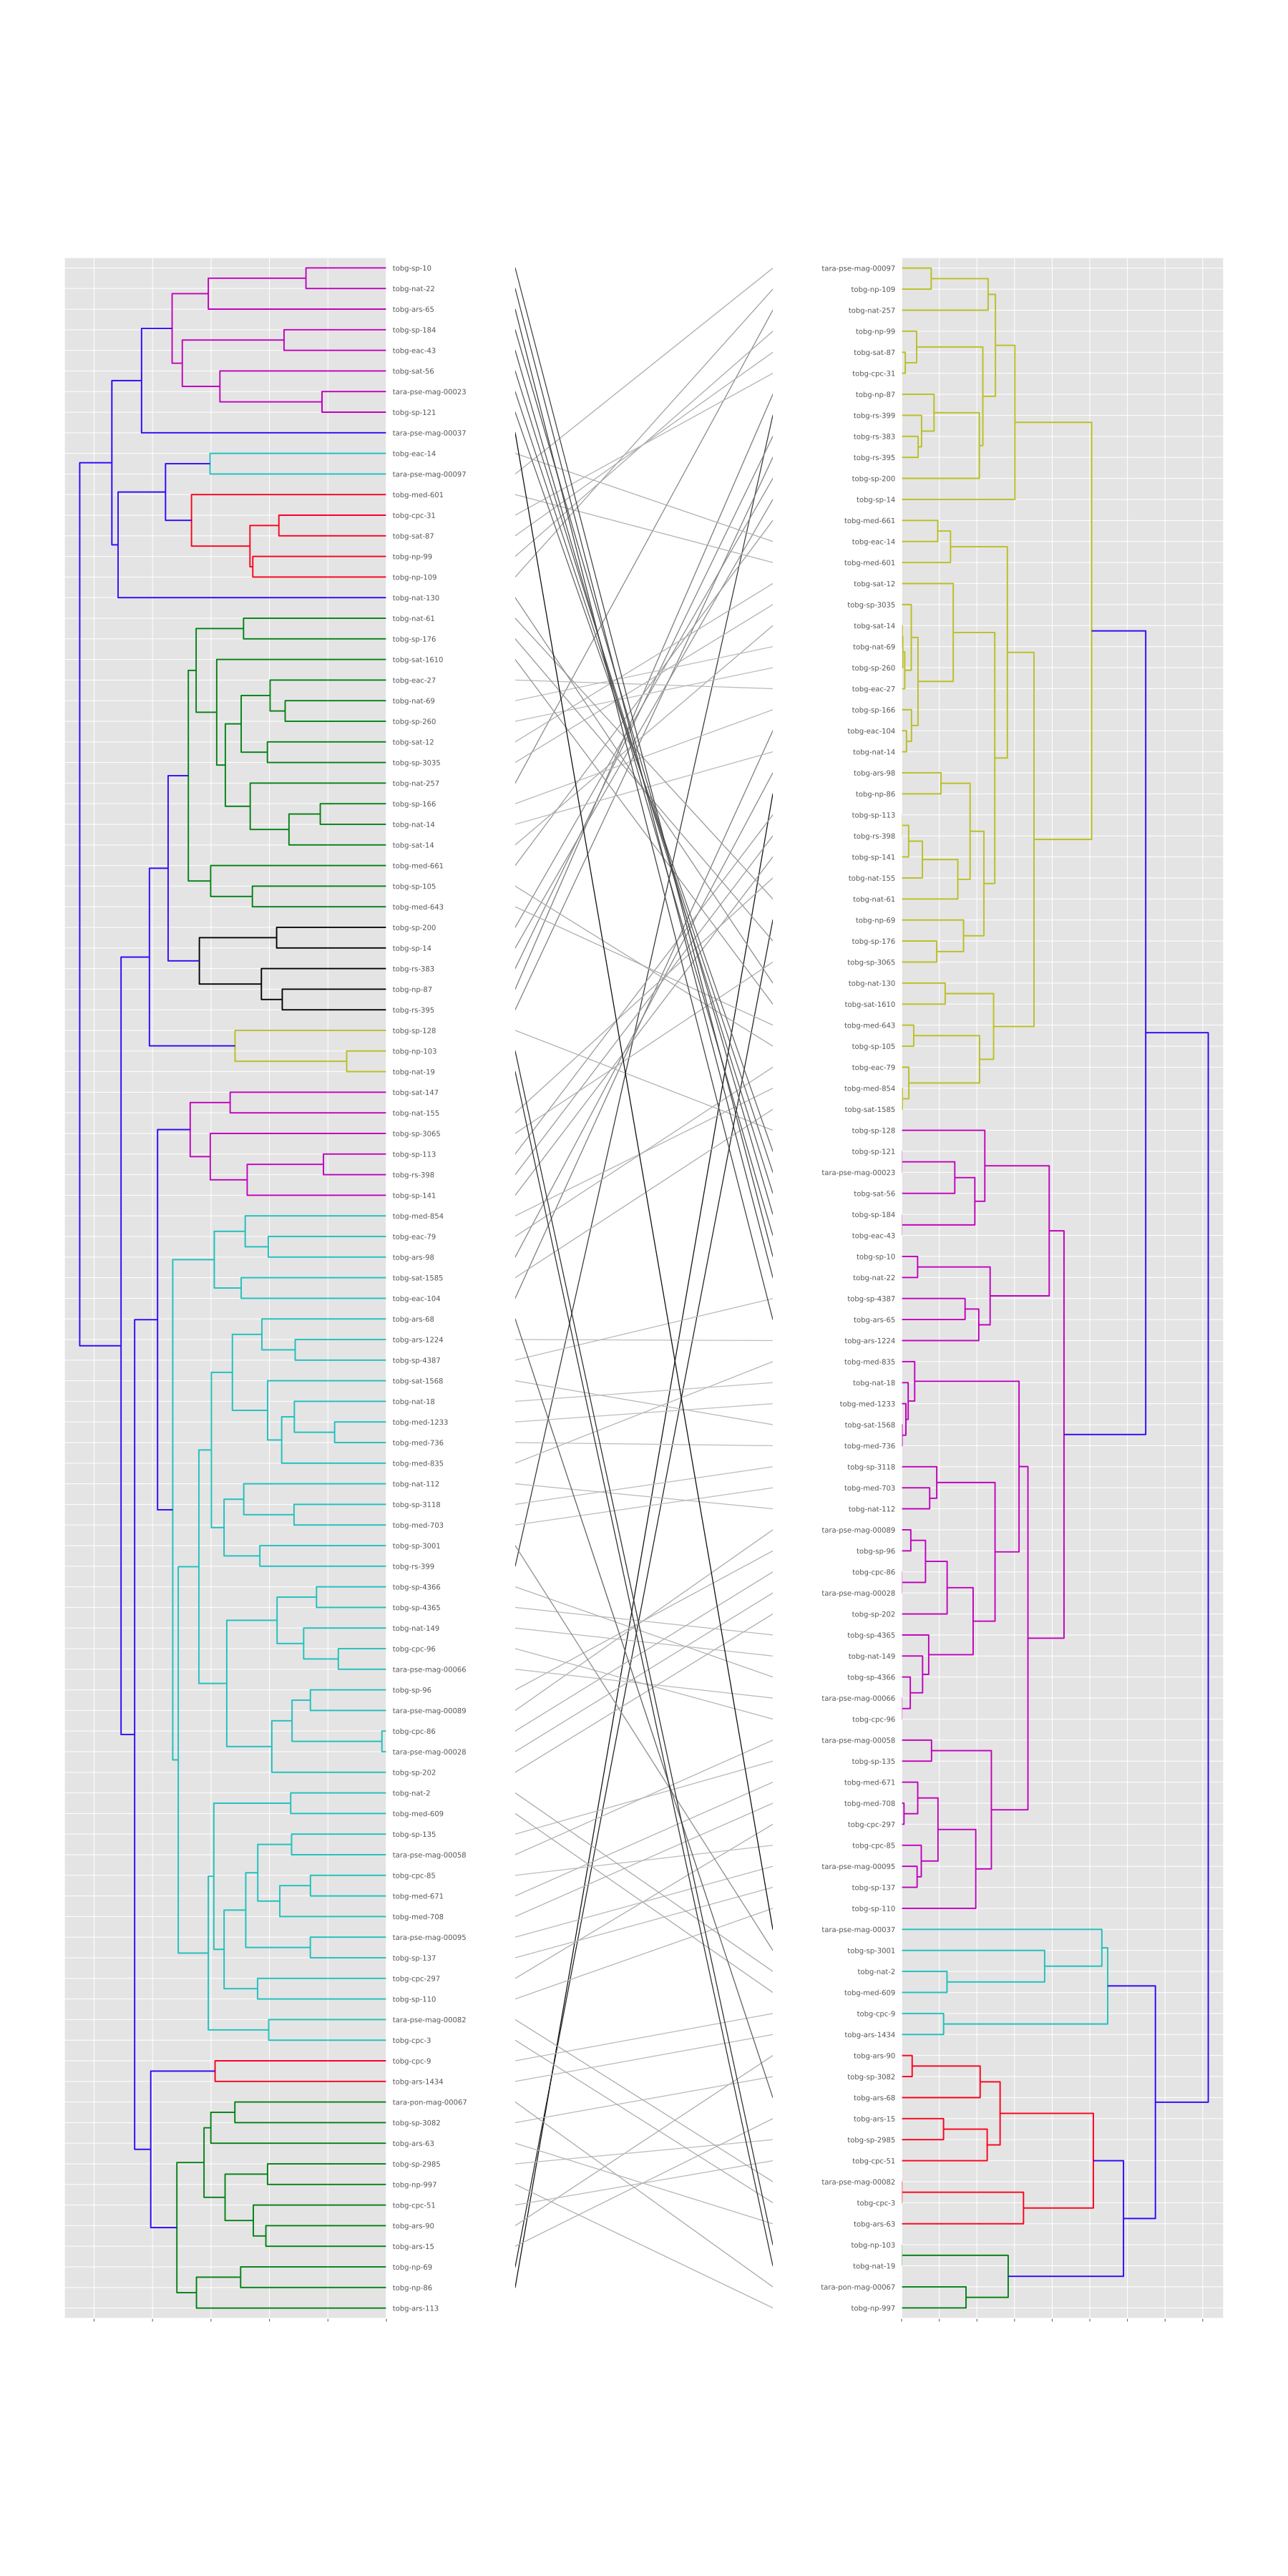 tobg-sp-10
tobg-nat-22
tobg-ars-65
tobg-sp-184
tobg-eac-43
tobg-sat-56
tara-pse-mag-00023
tobg-sp-121
tara-pse-mag-00037
tobg-eac-14
tara-pse-mag-00097
tobg-med-601
tobg-cpc-31
tobg-sat-87
tobg-np-99
tobg-np-109
tobg-nat-130
tobg-nat-61
tobg-sp-176
tobg-sat-1610
tobg-eac-27
tobg-nat-69
tobg-sp-260
tobg-sat-12
tobg-sp-3035
tobg-nat-257
tobg-sp-166
tobg-nat-14
tobg-sat-14
tobg-med-661
tobg-sp-105
tobg-med-643
tobg-sp-200
tobg-sp-14
tobg-rs-383
tobg-np-87
tobg-rs-395
tobg-sp-128
tobg-np-103
tobg-nat-19
tobg-sat-147
tobg-nat-155
tobg-sp-3065
tobg-sp-113
tobg-rs-398
tobg-sp-141
tobg-med-854
tobg-eac-79
tobg-ars-98
tobg-sat-1585
tobg-eac-104
tobg-ars-68
tobg-ars-1224
tobg-sp-4387
tobg-sat-1568
tobg-nat-18
tobg-med-1233
tobg-med-736
tobg-med-835
tobg-nat-112
tobg-sp-3118
tobg-med-703
tobg-sp-3001
tobg-rs-399
tobg-sp-4366
tobg-sp-4365
tobg-nat-149
tobg-cpc-96
tara-pse-mag-00066
tobg-sp-96
tara-pse-mag-00089
tobg-cpc-86
tara-pse-mag-00028
tobg-sp-202
tobg-nat-2
tobg-med-609
tobg-sp-135
tara-pse-mag-00058
tobg-cpc-85
tobg-med-671
tobg-med-708
tara-pse-mag-00095
tobg-sp-137
tobg-cpc-297
tobg-sp-110
tara-pse-mag-00082
tobg-cpc-3
tobg-cpc-9
tobg-ars-1434
tara-pon-mag-00067
tobg-sp-3082
tobg-ars-63
tobg-sp-2985
tobg-np-997
tobg-cpc-51
tobg-ars-90
tobg-ars-15
tobg-np-69
tobg-np-86
tobg-ars-113
tara-pse-mag-00097
tobg-np-109
tobg-nat-257
tobg-np-99
tobg-sat-87
tobg-cpc-31
tobg-np-87
tobg-rs-399
tobg-rs-383
tobg-rs-395
tobg-sp-200
tobg-sp-14
tobg-med-661
tobg-eac-14
tobg-med-601
tobg-sat-12
tobg-sp-3035
tobg-sat-14
tobg-nat-69
tobg-sp-260
tobg-eac-27
tobg-sp-166
tobg-eac-104
tobg-nat-14
tobg-ars-98
tobg-np-86
tobg-sp-113
tobg-rs-398
tobg-sp-141
tobg-nat-155
tobg-nat-61
tobg-np-69
tobg-sp-176
tobg-sp-3065
tobg-nat-130
tobg-sat-1610
tobg-med-643
tobg-sp-105
tobg-eac-79
tobg-med-854
tobg-sat-1585
tobg-sp-128
tobg-sp-121
tara-pse-mag-00023
tobg-sat-56
tobg-sp-184
tobg-eac-43
tobg-sp-10
tobg-nat-22
tobg-sp-4387
tobg-ars-65
tobg-ars-1224
tobg-med-835
tobg-nat-18
tobg-med-1233
tobg-sat-1568
tobg-med-736
tobg-sp-3118
tobg-med-703
tobg-nat-112
tara-pse-mag-00089
tobg-sp-96
tobg-cpc-86
tara-pse-mag-00028
tobg-sp-202
tobg-sp-4365
tobg-nat-149
tobg-sp-4366
tara-pse-mag-00066
tobg-cpc-96
tara-pse-mag-00058
tobg-sp-135
tobg-med-671
tobg-med-708
tobg-cpc-297
tobg-cpc-85
tara-pse-mag-00095
tobg-sp-137
tobg-sp-110
tara-pse-mag-00037
tobg-sp-3001
tobg-nat-2
tobg-med-609
tobg-cpc-9
tobg-ars-1434
tobg-ars-90
tobg-sp-3082
tobg-ars-68
tobg-ars-15
tobg-sp-2985
tobg-cpc-51
tara-pse-mag-00082
tobg-cpc-3
tobg-ars-63
tobg-np-103
tobg-nat-19
tara-pon-mag-00067
tobg-np-997